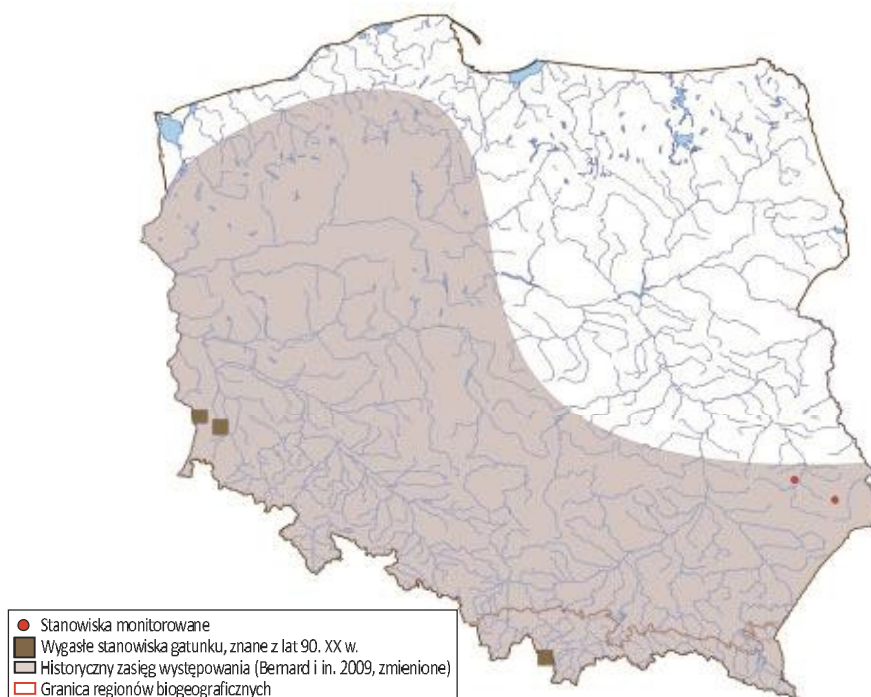 Stanowiska monitorowane
Wygasłe stanowiska gatunku, znane z lat 90. XX w.
Historyczny zasięg występowania (Bernard i in. 2009, zmienione)
Granica regionów biogeograficznych